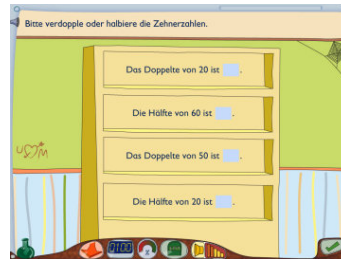 Bitte verdopple oder halbiere die Zehnerzahlen.
Das Doppelte von 20 ist .
Die Hälfte von 60 ist .
Das Doppelte von 50 ist .
Die Hälfte von 20 ist .